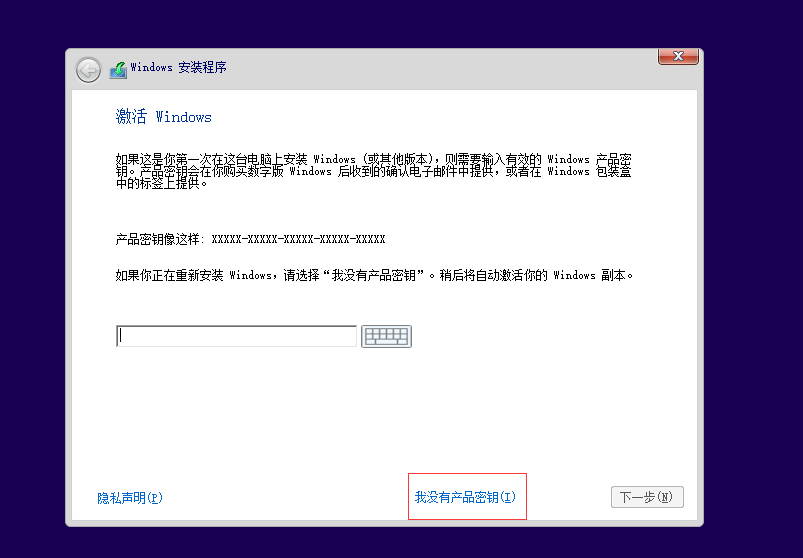 Windows 安装程序
激活 Windows
如果这是你第一次在这台电脑上安装 Windows (或其他版本)，则需要输入有效的 Windows 产品密
钥。产品密钥会在你购买数字版 Windows 后收到的确认电子邮件中提供，或者在 Windows 包装盒
中的标签上提供。
产品密钥像这样: XXXXX-XXXXX-XXXXX-XXXXX-XXXXX
如果你正在重新安装 Windows，请选择“我没有产品密钥”。稍后将自动激活你的 Windows 副本。
隐私声明(P) 我没有产品密钥(I) 下一步(N)